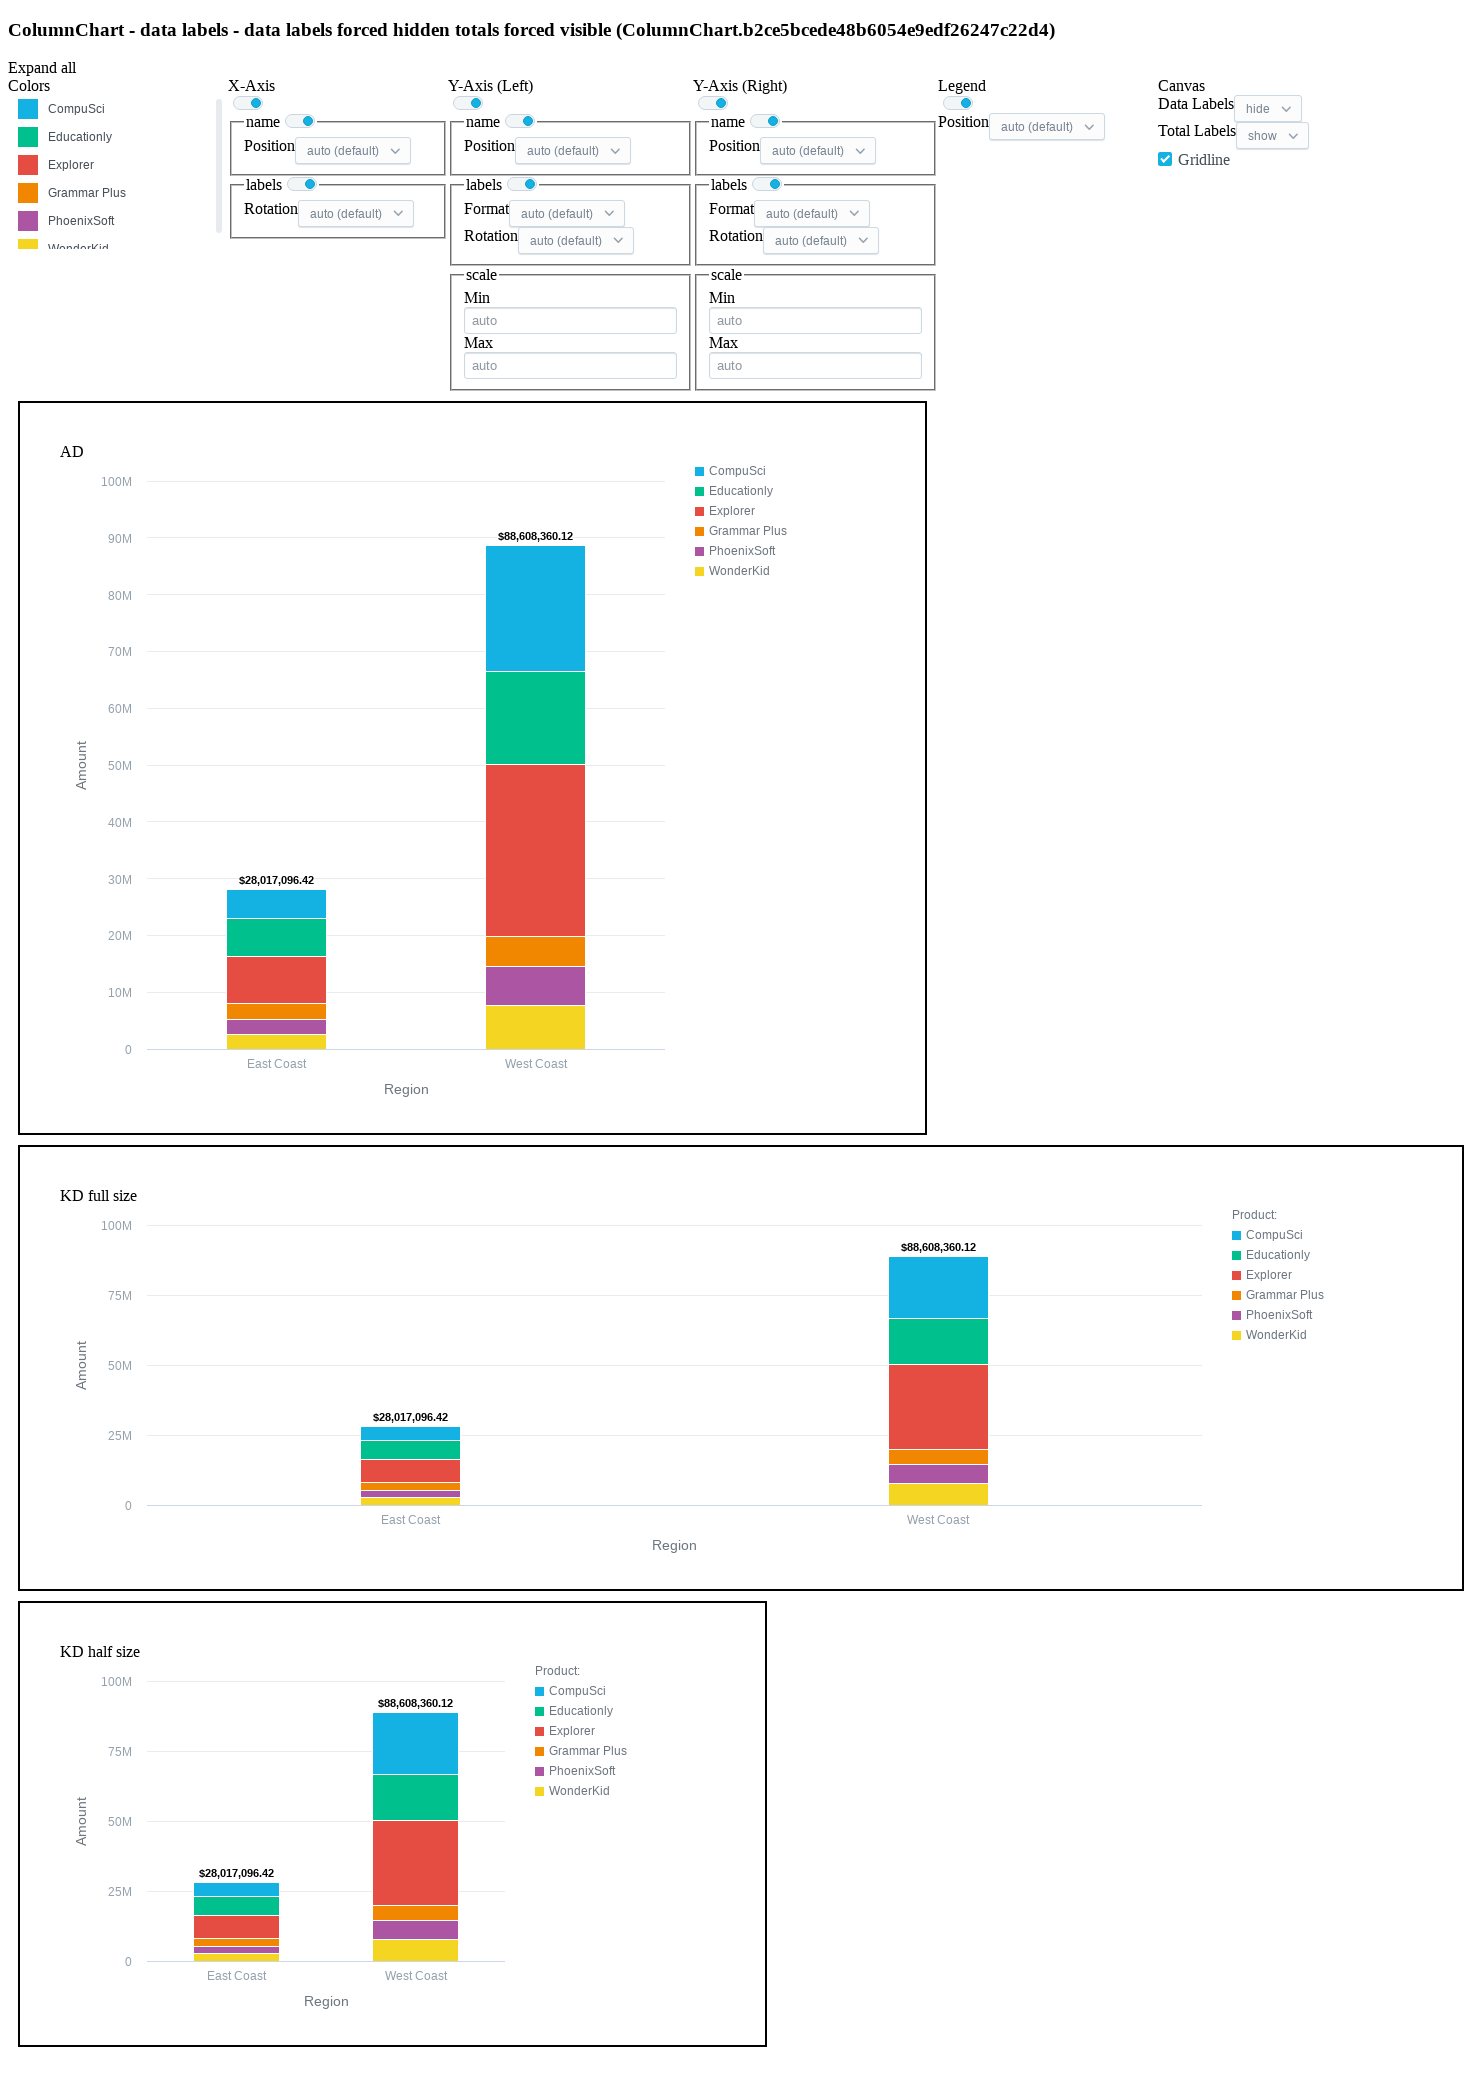 ColumnChart - data labels - data labels forced hidden totals forced visible (ColumnChart.b2ce5bcede48b6054e9edf26247c22d4)
Expand all
Colors
CompuSci
Educationly
Explorer
Grammar Plus
PhoenixSoft
WonderKid
X-Axis
name
Position auto (default)
labels
Rotation auto (default)
Y-Axis (Left)
name
Position auto (default)
labels
Format auto (default)
Rotation auto (default)
scale
Min
auto
Max
auto
Y-Axis (Right)
name
Position auto (default)
labels
Format auto (default)
Rotation auto (default)
scale
Min
auto
Max
auto
Legend
Position auto (default)
Canvas
Data Labels hide
Total Labels show
Gridline
AD
100M
90M
80M
70M
60M
50M
40M
30M
20M
10M
0
Amount
$28,017,096.42
$88,608,360.12
East Coast
West Coast
Region
CompuSci
Educationly
Explorer
Grammar Plus
PhoenixSoft
WonderKid
KD full size
100M
75M
50M
25M
0
Amount
$28,017,096.42
$88,608,360.12
East Coast
West Coast
Region
Product:
CompuSci
Educationly
Explorer
Grammar Plus
PhoenixSoft
WonderKid
KD half size
100M
75M
50M
25M
0
Amount
$28,017,096.42
$88,608,360.12
East Coast
West Coast
Region
Product:
CompuSci
Educationly
Explorer
Grammar Plus
PhoenixSoft
WonderKid